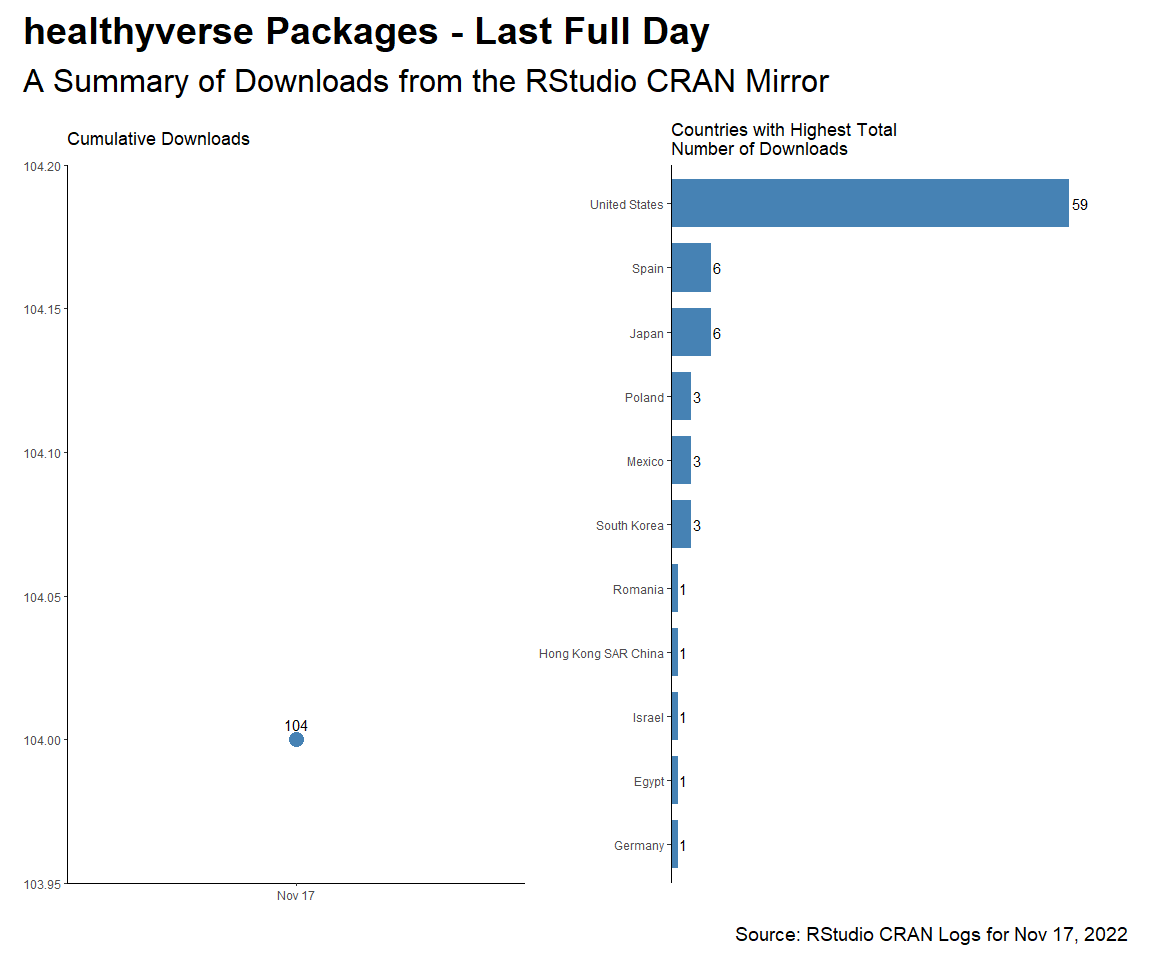 healthyverse Packages - Last Full Day
A Summary of Downloads from the RStudio CRAN Mirror
Cumulative Downloads
104.20
104.15
104.10
104.05
104.00
103.95
104
Nov 17
Countries with Highest Total
Number of Downloads
United States 59
Spain 6
Japan 6
Poland 3
Mexico 3
South Korea 3
Romania 1
Hong Kong SAR China 1
Israel 1
Egypt 1
Germany 1
Source: RStudio CRAN Logs for Nov 17, 2022